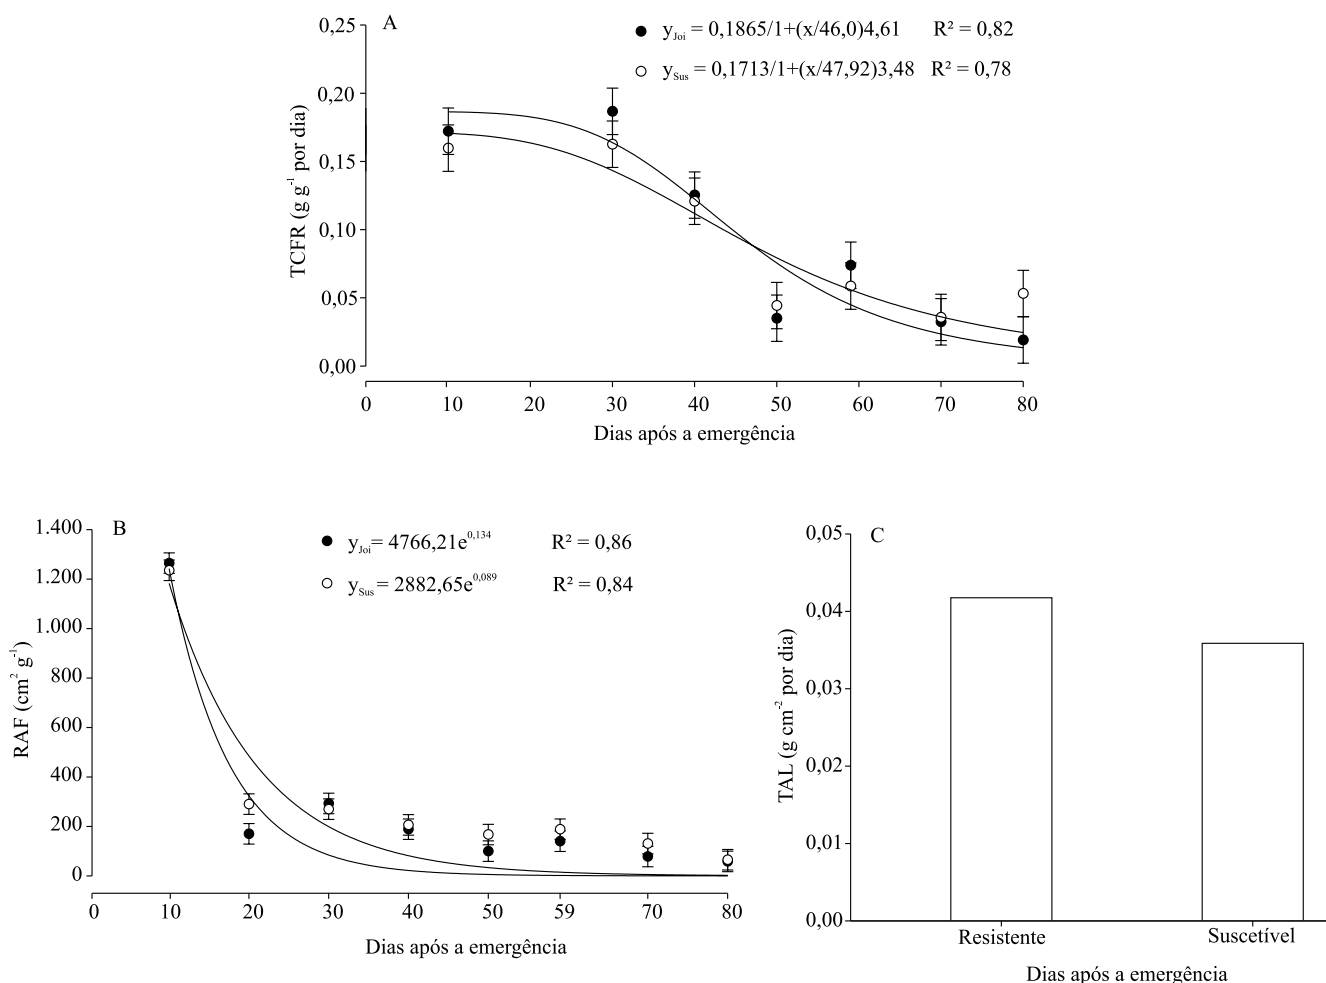 A
y Joi = 0,1865/1+(x/46,0)4,61 R² = 0,82
y Sus = 0,1713/1+(x/47,92)3,48 R² = 0,78
0,25
0,20
0,15
0,10
0,05
0,00
TCFR (g g⁻¹ por dia)
0 10 20 30 40 50 60 70 80
Dias após a emergência
B
y Joi = 4766,21e^0,134 R² = 0,86
y Sus = 2882,65e^0,089 R² = 0,84
1.400
1.200
1.000
800
600
400
200
0
RAF (cm² g⁻¹)
0 10 20 30 40 50 59 70 80
Dias após a emergência
C
0,05
0,04
0,03
0,02
0,01
0,00
TAL (g cm⁻² por dia)
Resistente Suscetível
Dias após a emergência